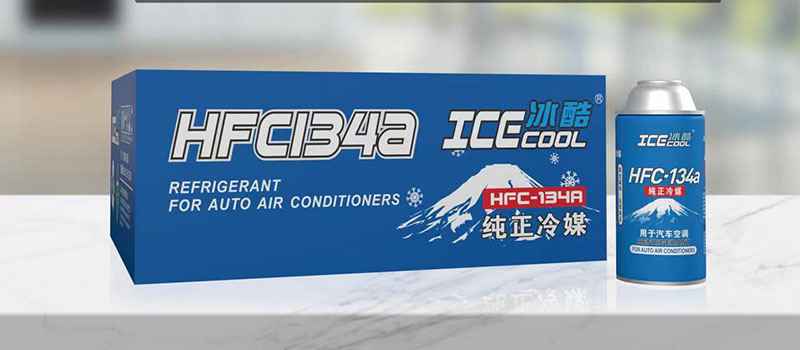 HFC134a
REFRIGERANT
FOR AUTO AIR CONDITIONERS
ICE冰酷®
COOL
HFC-134A
纯正冷媒
ICE冰酷
COOL
HFC-134a
纯正冷媒
用于汽车空调
REFRIGERANT
FOR AUTO AIR CONDITIONERS